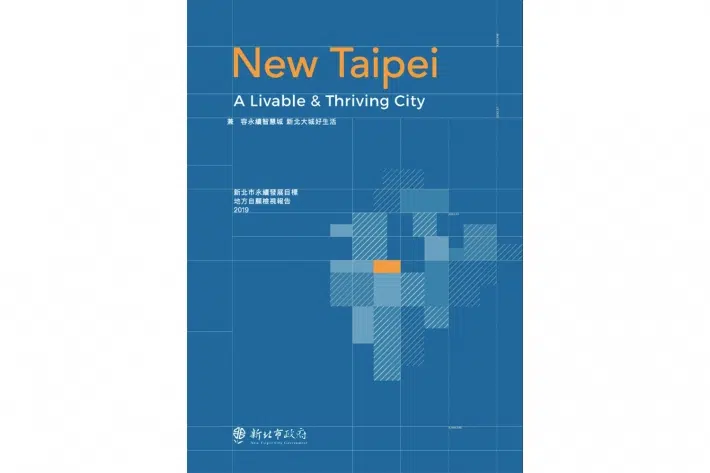 New Taipei
A Livable & Thriving City
兼 容永續智慧城 新北大城好生活
新北市永續發展目標
地方自願檢視報告
2019
新北市政府
New Taipei City Government